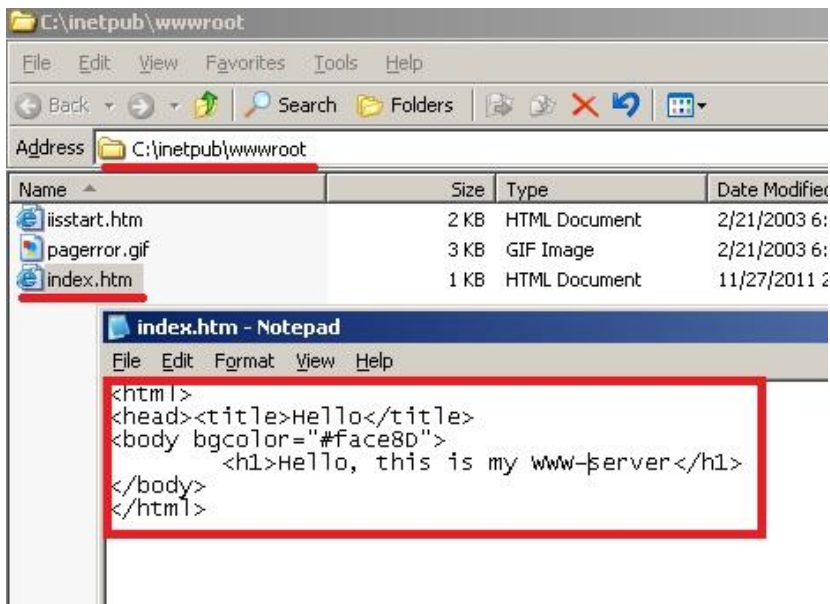 C:\inetpub\wwwroot
File Edit View Favorites Tools Help
Back Search Folders
Address C:\inetpub\wwwroot
Name Size Type Date Modified
iisstart.htm 2 KB HTML Document 2/21/2003 6:
pagerror.gif 3 KB GIF Image 2/21/2003 6:
index.htm 1 KB HTML Document 11/27/2011 2
index.htm - Notepad
File Edit Format View Help
<html>
<head><title>Hello</title>
<body bgcolor="#face8D">
<h1>Hello, this is my www-server</h1>
</body>
</html>